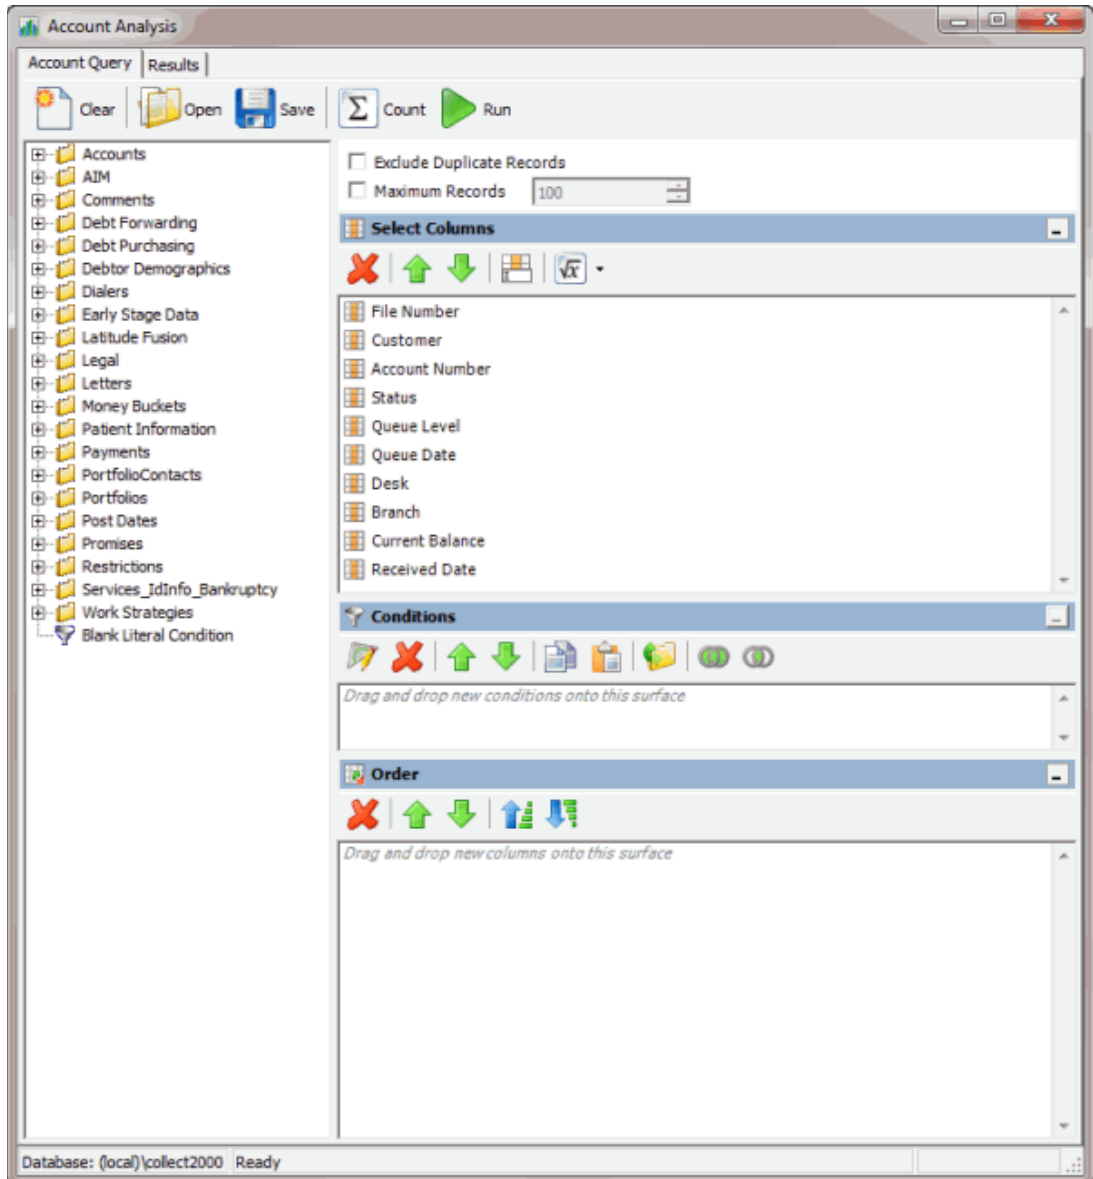 Account Analysis
Account Query
Results
Clear
Open
Save
Count
Run
Accounts
AIM
Comments
Debt Forwarding
Debt Purchasing
Debtor Demographics
Dialers
Early Stage Data
Latitude Fusion
Legal
Letters
Money Buckets
Patient Information
Payments
PortfolioContacts
Portfolios
Post Dates
Promises
Restrictions
Services_IdInfo_Bankruptcy
Work Strategies
Blank Literal Condition
Exclude Duplicate Records
Maximum Records 100
Select Columns
File Number
Customer
Account Number
Status
Queue Level
Queue Date
Desk
Branch
Current Balance
Received Date
Conditions
Drag and drop new conditions onto this surface
Order
Drag and drop new columns onto this surface
Database: (local)\collect2000 Ready